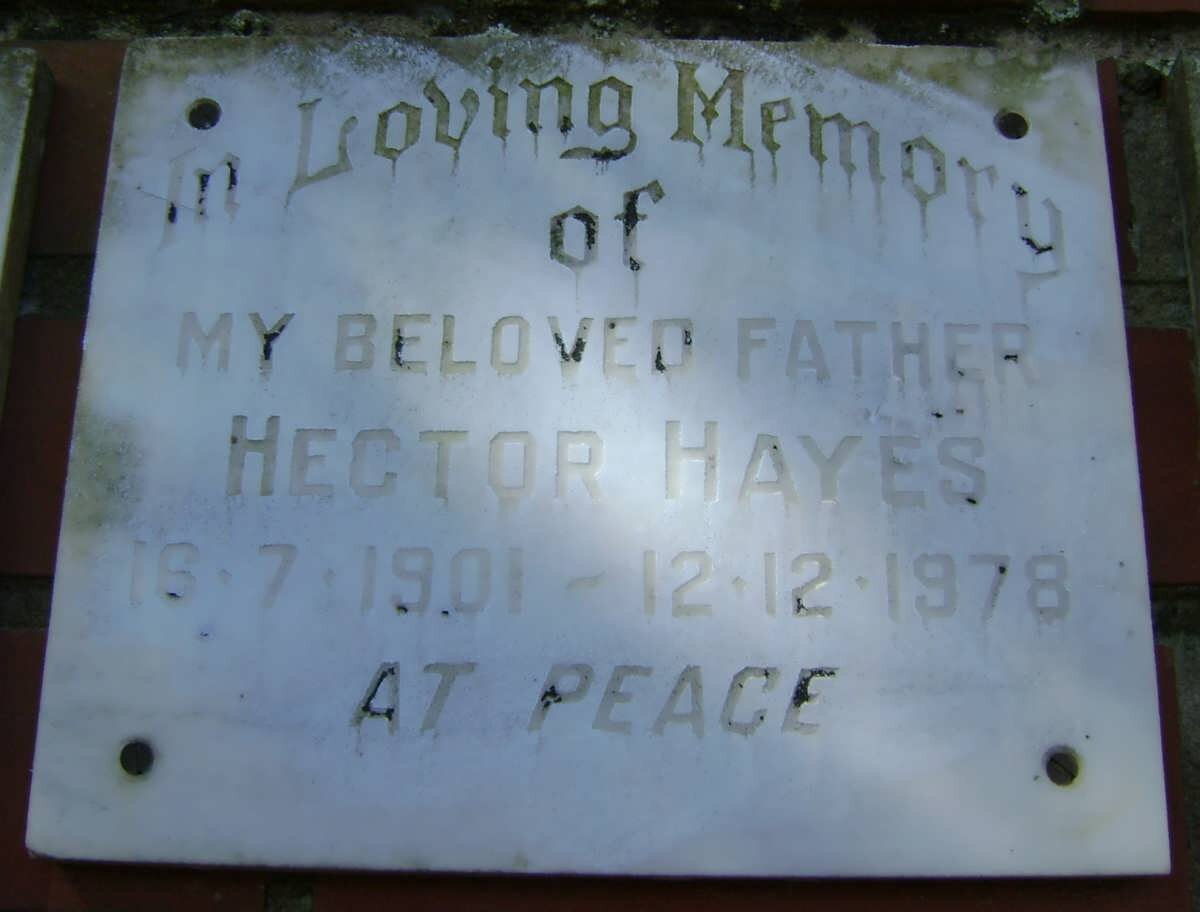 In Loving Memory
of
MY BELOVED FATHER
HECTOR HAYES
16·7·1901 ~ 12·12·1978
AT PEACE